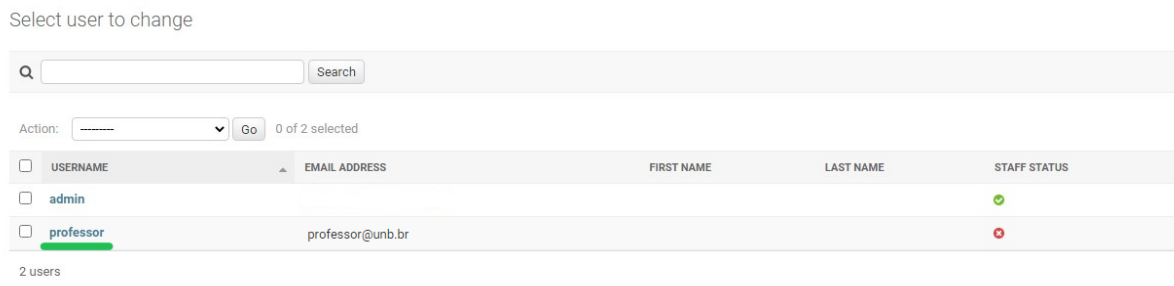 Select user to change
Search
Action: --------- Go 0 of 2 selected
USERNAME EMAIL ADDRESS FIRST NAME LAST NAME STAFF STATUS
admin
professor professor@unb.br
2 users